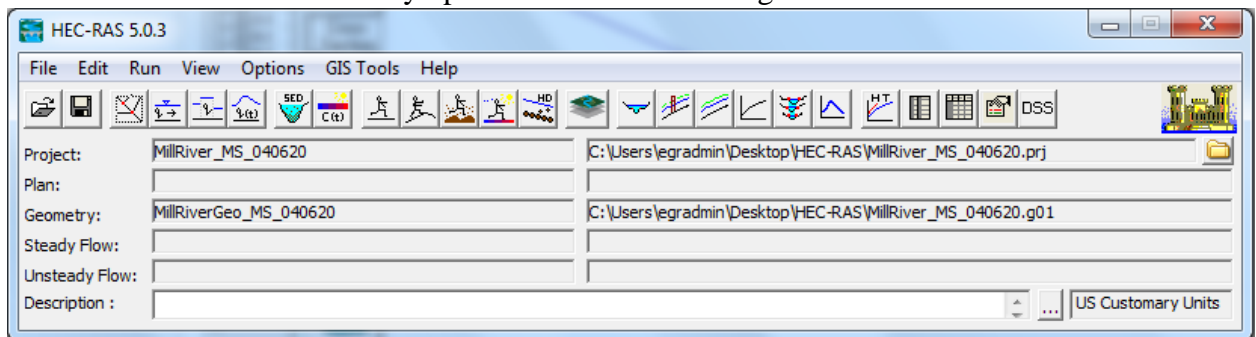 HEC-RAS 5.0.3
File Edit Run View Options GIS Tools Help
SED C(t) HD HT DSS
Project: MillRiver_MS_040620 C:\Users\egradmin\Desktop\HEC-RAS\MillRiver_MS_040620.prj
Plan:
Geometry: MillRiverGeo_MS_040620 C:\Users\egradmin\Desktop\HEC-RAS\MillRiver_MS_040620.g01
Steady Flow:
Unsteady Flow:
Description : ... US Customary Units